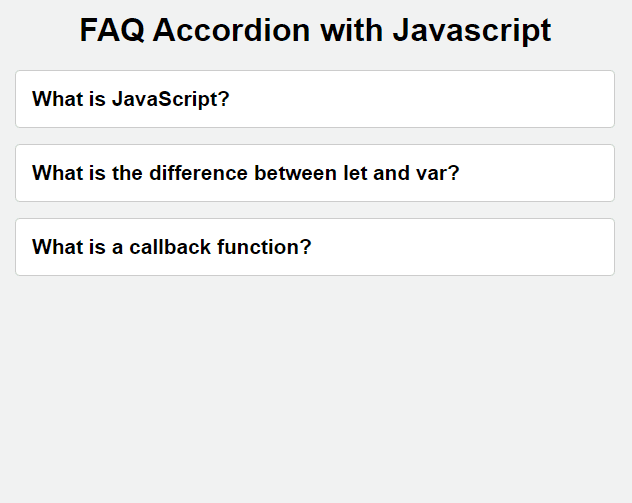 FAQ Accordion with Javascript
What is JavaScript?
What is the difference between let and var?
What is a callback function?